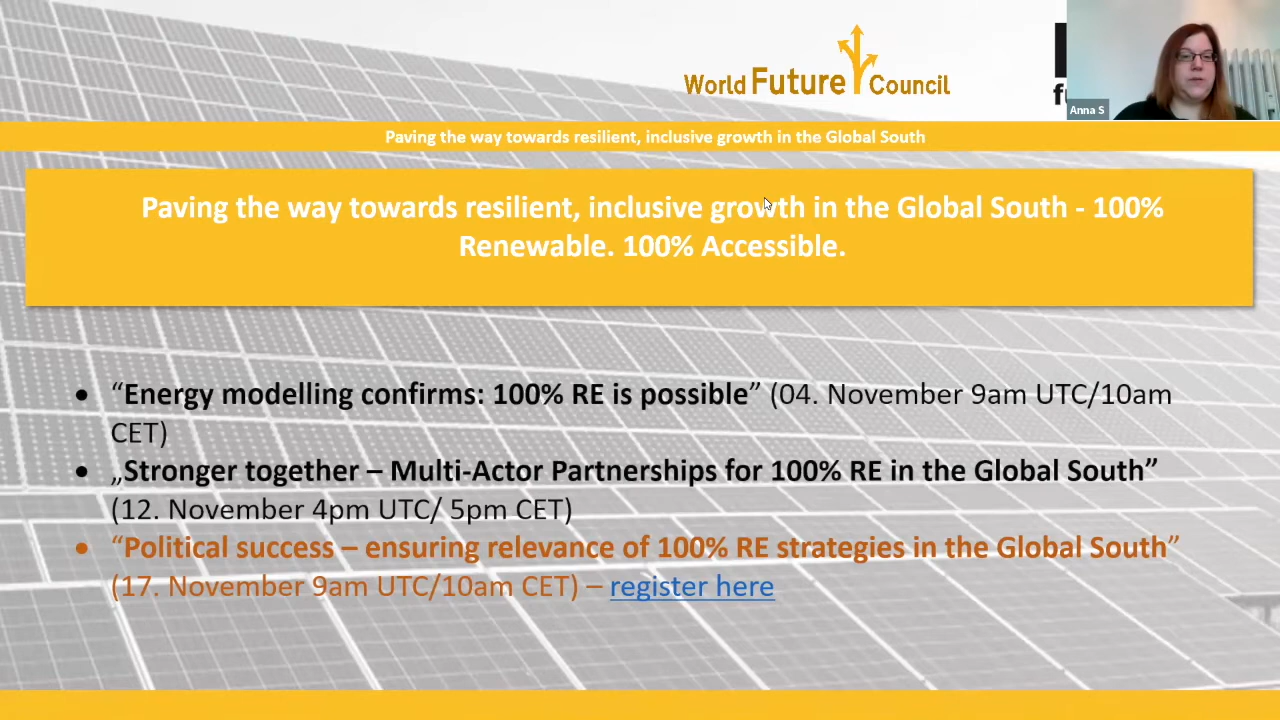 World Future Council
Anna S
Paving the way towards resilient, inclusive growth in the Global South
Paving the way towards resilient, inclusive growth in the Global South - 100%
Renewable. 100% Accessible.
• “Energy modelling confirms: 100% RE is possible” (04. November 9am UTC/10am
CET)
• „Stronger together – Multi-Actor Partnerships for 100% RE in the Global South”
(12. November 4pm UTC/ 5pm CET)
• “Political success – ensuring relevance of 100% RE strategies in the Global South”
(17. November 9am UTC/10am CET) – register here